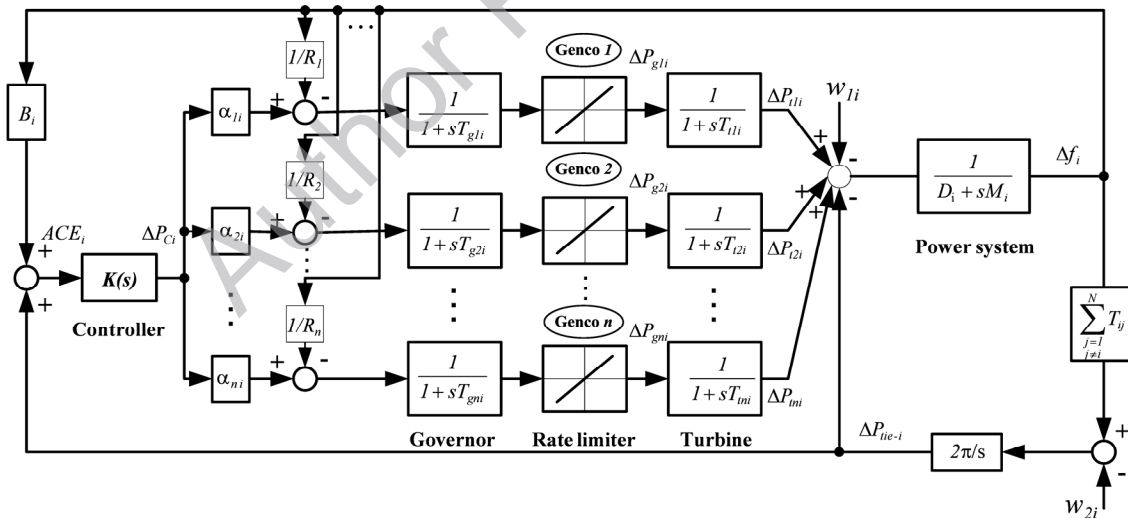 ...
1/R₁
Genco 1
ΔP_g1i
B_i
α_1i
+
-
1
1+sT_g1i
1
1+sT_t1i
ΔP_t1i
w_1i
+
-
1/R₂
Genco 2
ΔP_g2i
1
D_i + sM_i
Δf_i
ACE_i
ΔP_Ci
α_2i
+
-
1
1+sT_g2i
1
1+sT_t2i
ΔP_t2i
+
+
-
Power system
+
+
K(s)
Controller
1/R_n
Genco n
ΔP_gni
N
∑ T_ij
j=1
j≠i
α_ni
+
-
1
1+sT_gni
1
1+sT_tni
ΔP_tni
Governor
Rate limiter
Turbine
ΔP_tie-i
2π/s
+
-
w_2i
Author